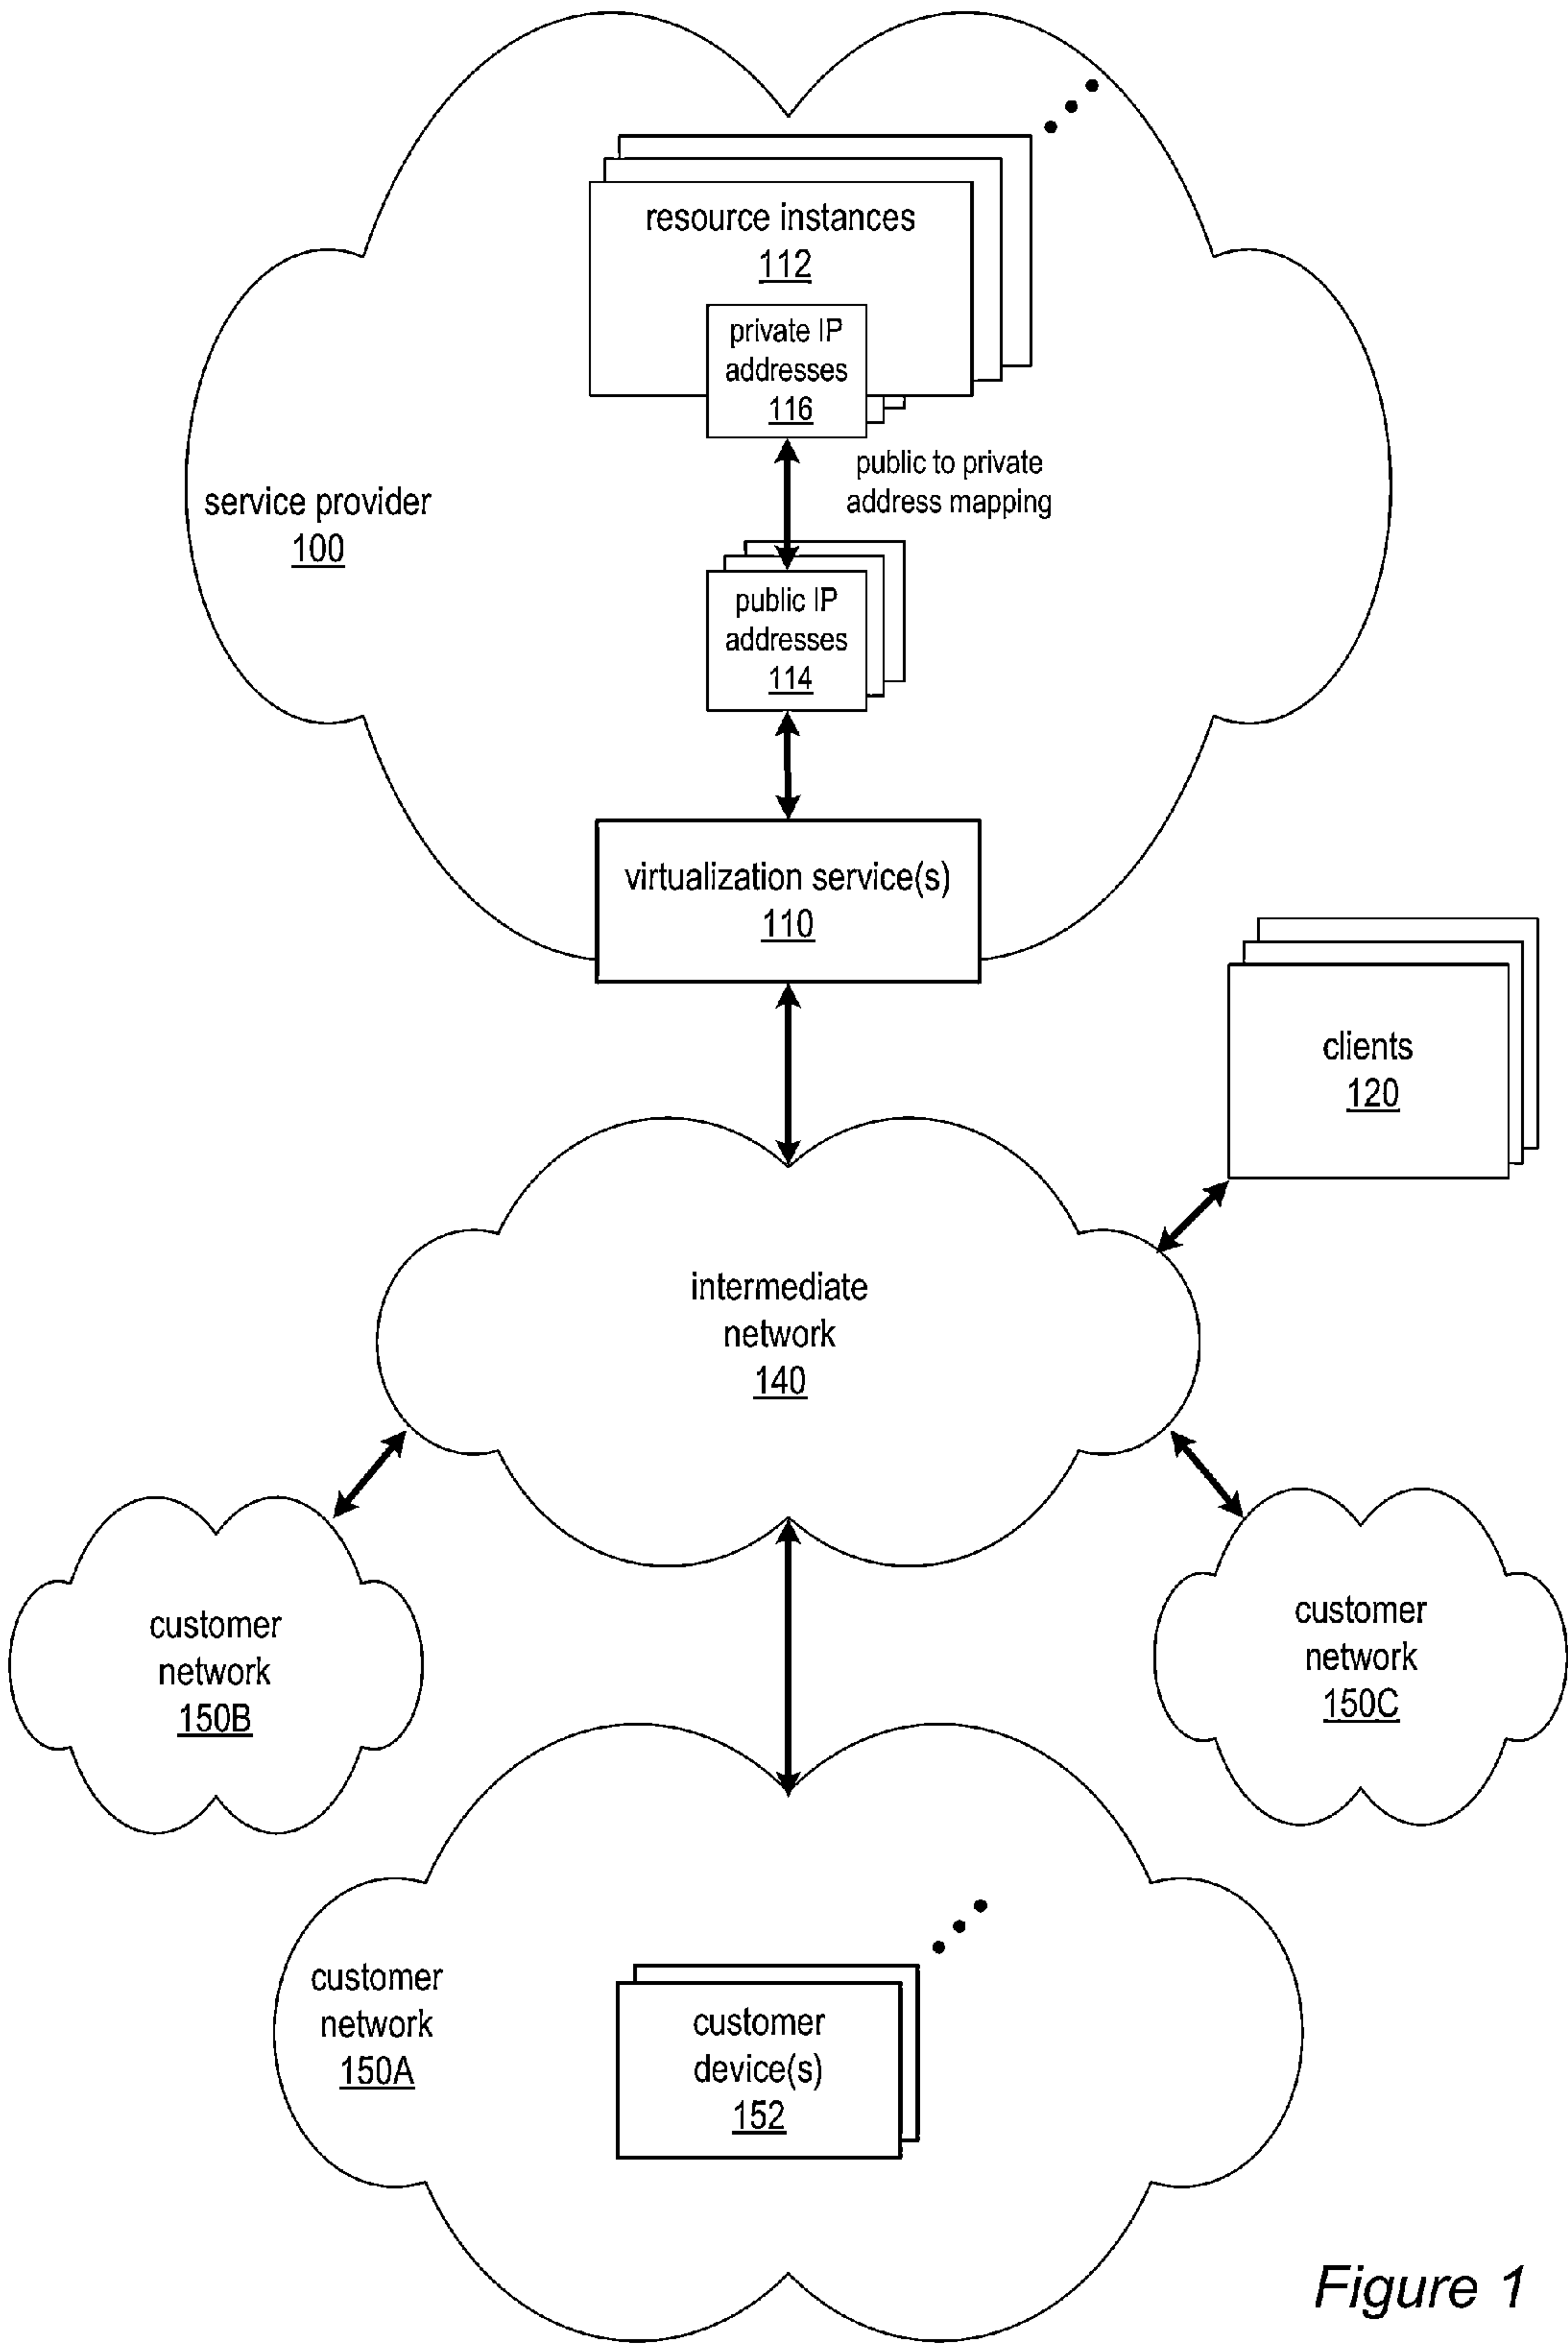 resource instances
112
private IP
addresses
116
public to private
address mapping
service provider
100
public IP
addresses
114
virtualization service(s)
110
clients
120
intermediate
network
140
customer
network
150B
customer
network
150C
customer
network
150A
customer
device(s)
152
Figure 1